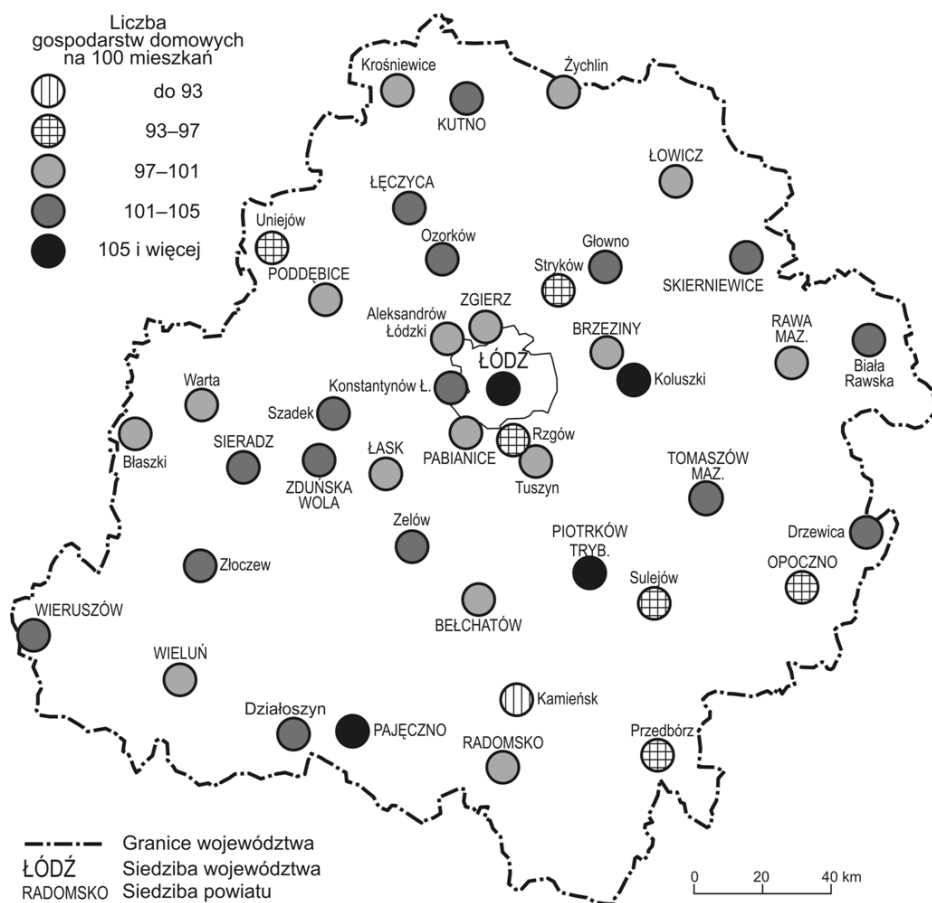 Liczba
gospodarstw domowych
na 100 mieszkań
do 93
93–97
97–101
101–105
105 i więcej
Krośniewice
KUTNO
Żychlin
ŁOWICZ
ŁĘCZYCA
Uniejów
Ozorków
Głowno
Stryków
SKIERNIEWICE
PODDĘBICE
ZGIERZ
Aleksandrów
Łódzki
BRZEZINY
RAWA
MAZ.
Biała
Rawska
ŁÓDŹ
Koluszki
Konstantynów Ł.
Warta
Szadek
Błaszki
SIERADZ
ZDUŃSKA
WOLA
ŁASK
PABIANICE
Rzgów
Tuszyn
TOMASZÓW
MAZ.
Drzewica
Zelów
PIOTRKÓW
TRYB.
Złoczew
Sulejów
OPOCZNO
BEŁCHATÓW
WIERUSZÓW
WIELUŃ
Kamieńsk
Działoszyn
PAJĘCZNO
RADOMSKO
Przedbórz
Granice województwa
ŁÓDŹ Siedziba województwa
RADOMSKO Siedziba powiatu
0 20 40 km